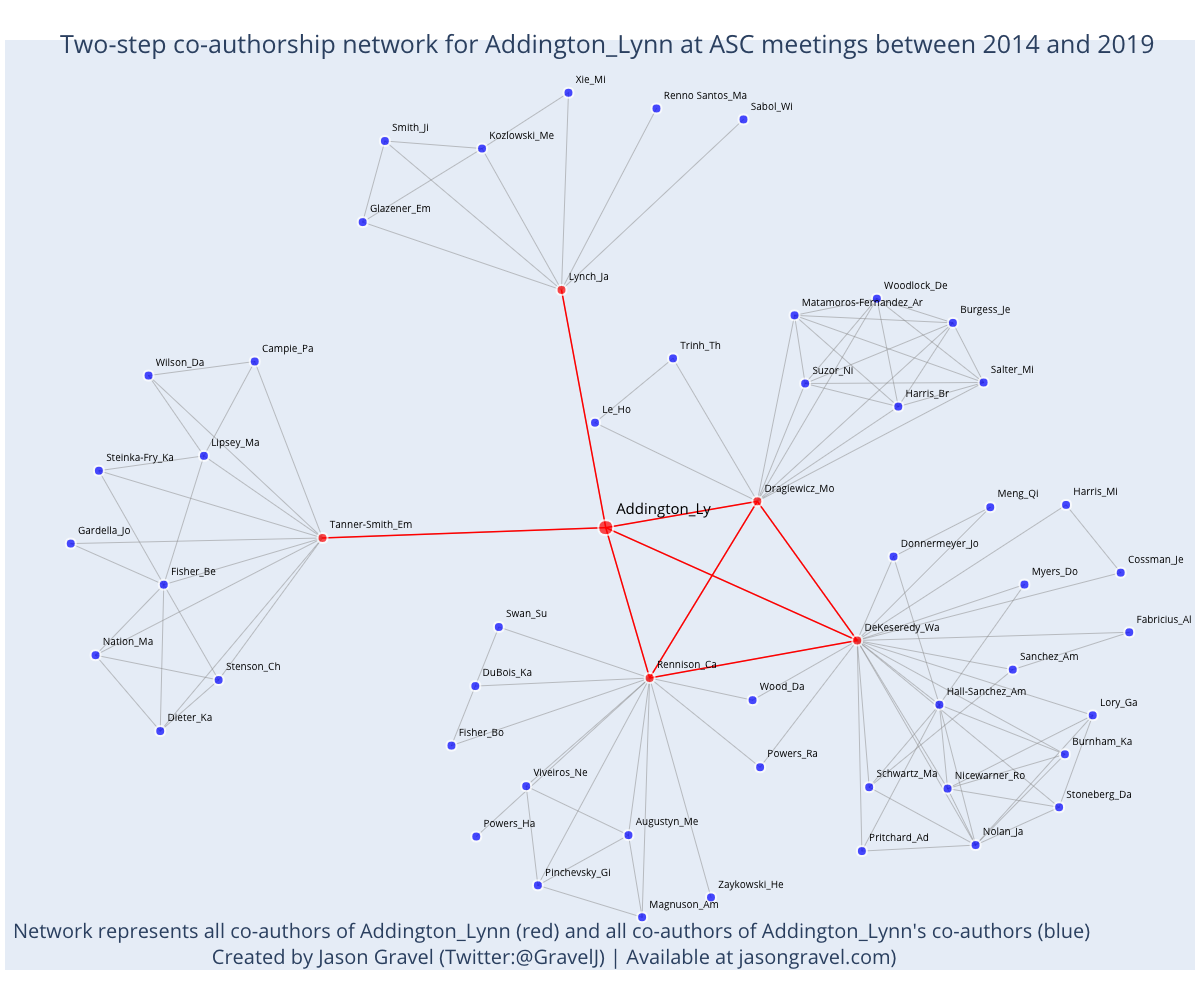 Two-step co-authorship network for Addington_Lynn at ASC meetings between 2014 and 2019
Xie_Mi
Renno Santos_Ma
Sabol_Wi
Smith_Ji
Kozlowski_Me
Glazener_Em
Lynch_Ja
Woodlock_De
Matamoros-Fernandez_Ar
Burgess_Je
Trinh_Th
Campie_Pa
Wilson_Da
Suzor_Ni
Salter_Mi
Harris_Br
Le_Ho
Lipsey_Ma
Steinka-Fry_Ka
Dragiewicz_Mo
Meng_Qi
Harris_Mi
Addington_Ly
Tanner-Smith_Em
Gardella_Jo
Donnermeyer_Jo
Cossman_Je
Fisher_Be
Myers_Do
Swan_Su
Fabricius_Al
DeKeseredy_Wa
Nation_Ma
Sanchez_Am
Stenson_Ch
Rennison_Ca
DuBois_Ka
Wood_Da
Hall-Sanchez_Am
Lory_Ga
Dieter_Ka
Fisher_Bo
Burnham_Ka
Powers_Ra
Viveiros_Ne
Schwartz_Ma
Nicewarner_Ro
Stoneberg_Da
Powers_Ha
Augustyn_Me
Pritchard_Ad
Nolan_Ja
Pinchevsky_Gi
Zaykowski_He
Magnuson_Am
Network represents all co-authors of Addington_Lynn (red) and all co-authors of Addington_Lynn's co-authors (blue)
Created by Jason Gravel (Twitter:@GravelJ) | Available at jasongravel.com)